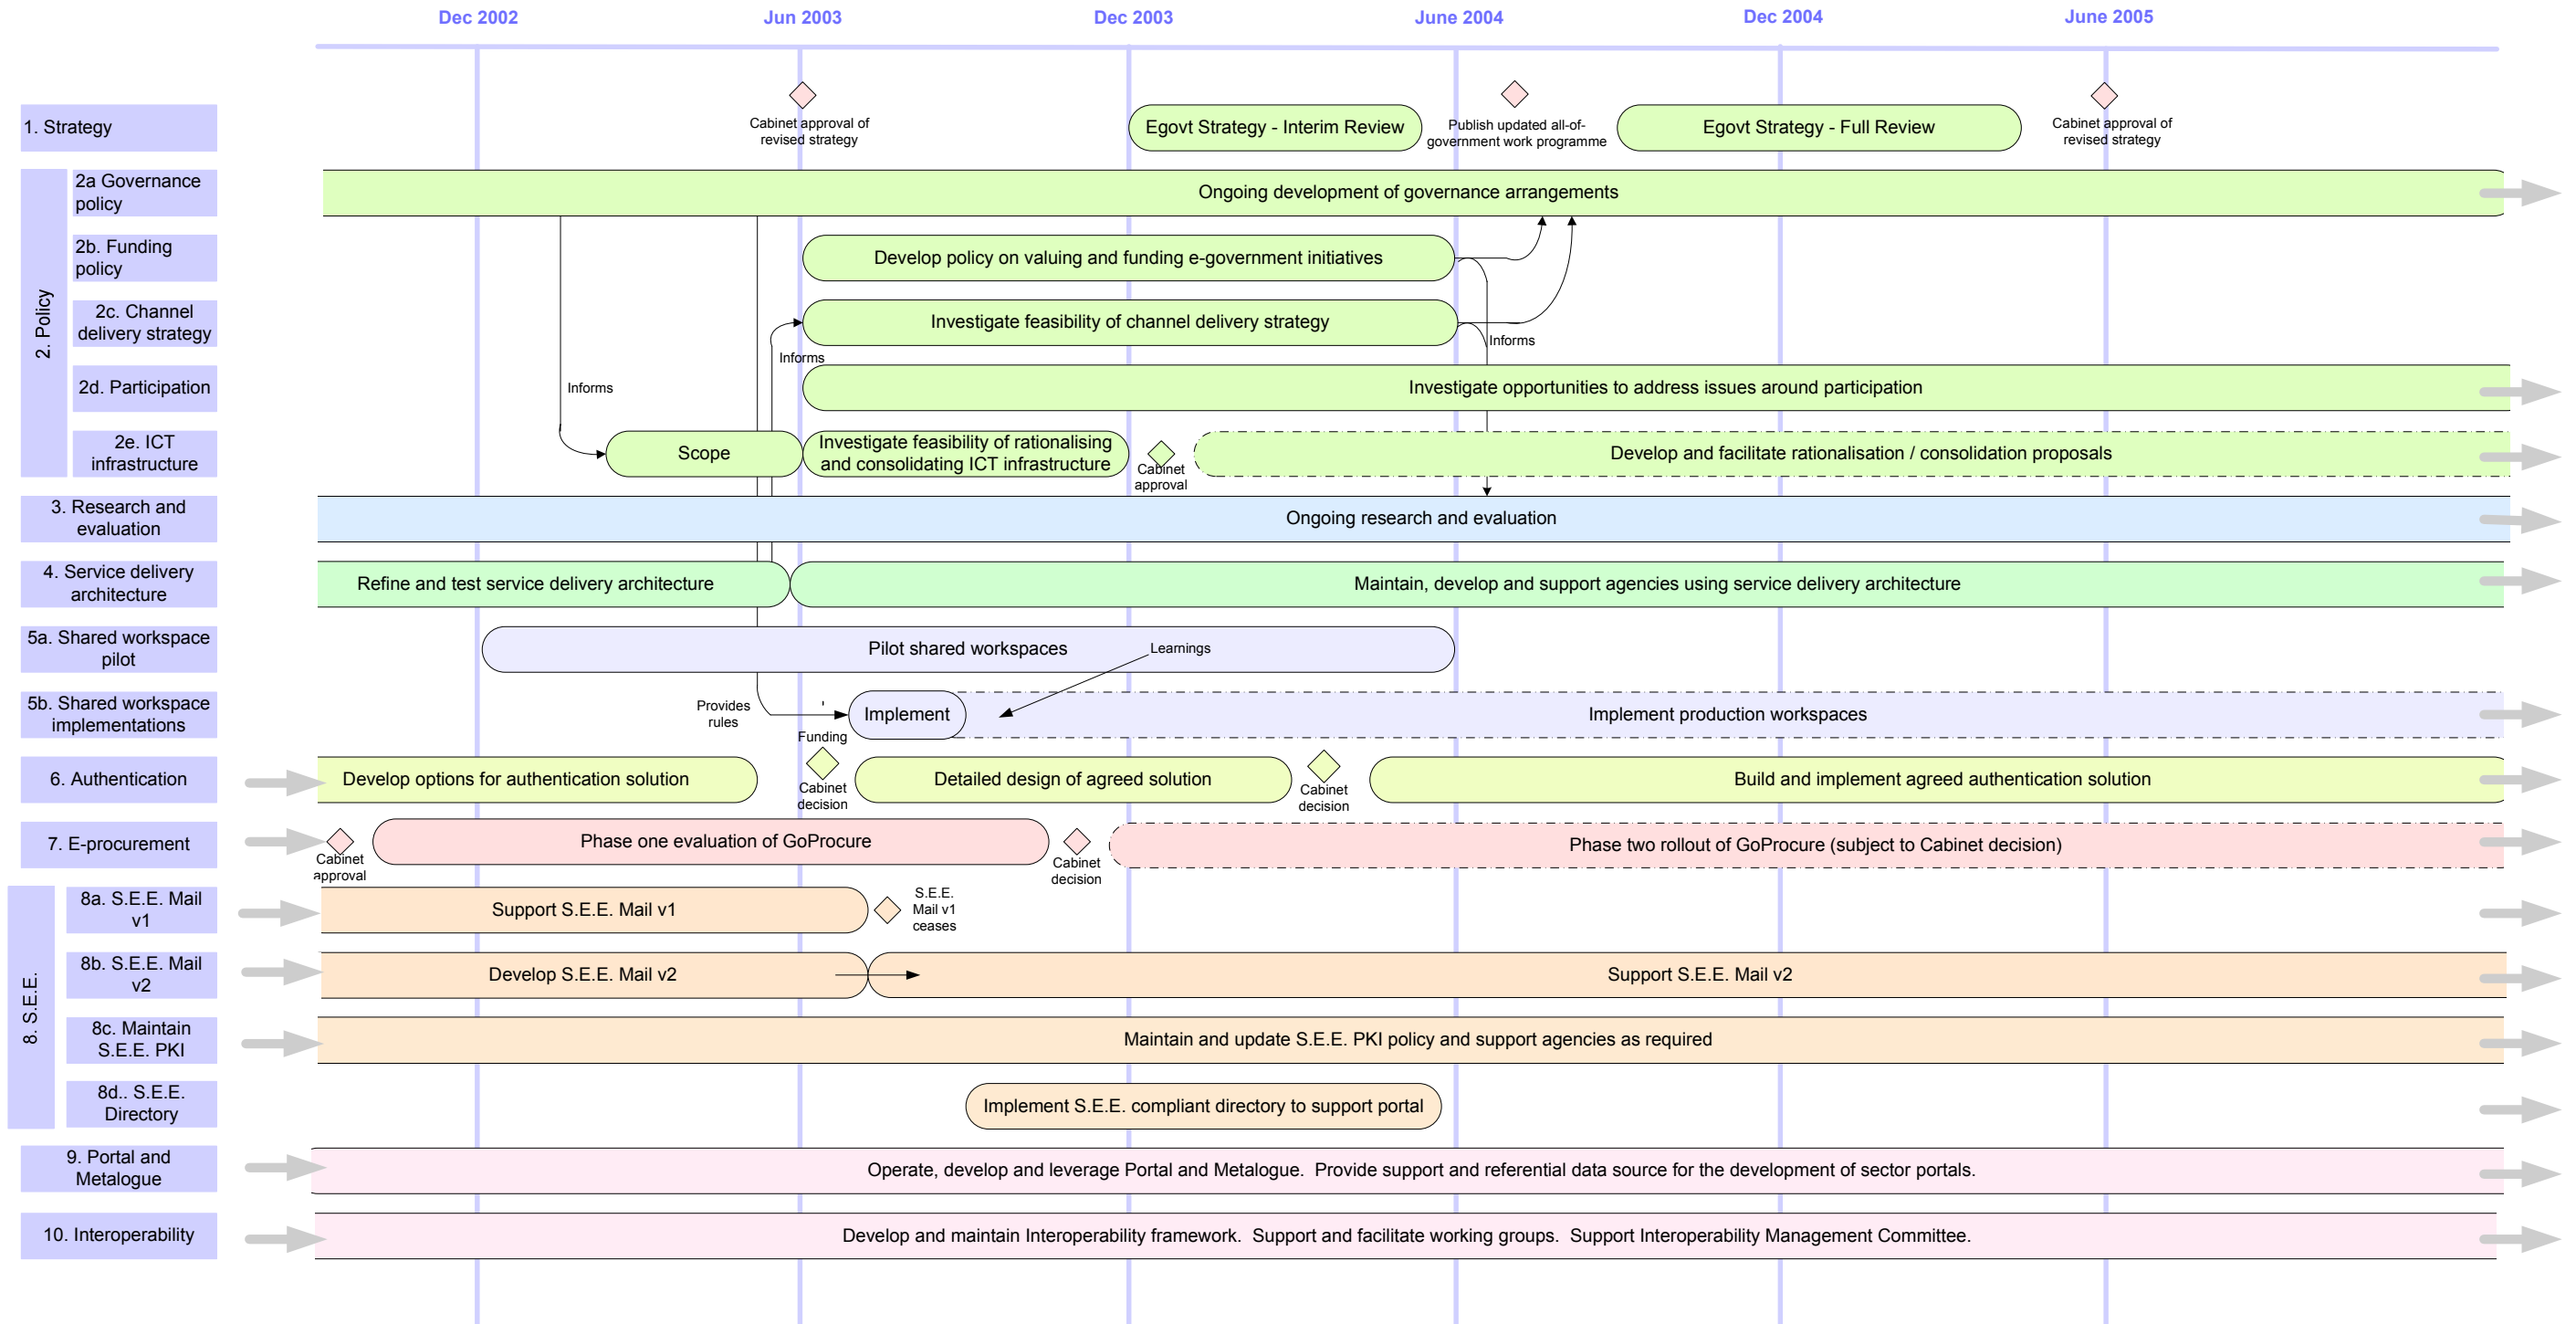 Dec 2002
Jun 2003
Dec 2003
June 2004
Dec 2004
June 2005
1. Strategy
Cabinet approval of
revised strategy
Egovt Strategy - Interim Review
Publish updated all-of-
government work programme
Egovt Strategy - Full Review
Cabinet approval of
revised strategy
2. Policy
2a Governance
policy
Ongoing development of governance arrangements
2b. Funding
policy
Develop policy on valuing and funding e-government initiatives
2c. Channel
delivery strategy
Investigate feasibility of channel delivery strategy
Informs
Informs
2d. Participation
Informs
Investigate opportunities to address issues around participation
2e. ICT
infrastructure
Scope
Investigate feasibility of rationalising
and consolidating ICT infrastructure
Cabinet
approval
Develop and facilitate rationalisation / consolidation proposals
3. Research and
evaluation
Ongoing research and evaluation
4. Service delivery
architecture
Refine and test service delivery architecture
Maintain, develop and support agencies using service delivery architecture
5a. Shared workspace
pilot
Pilot shared workspaces
Learnings
5b. Shared workspace
implementations
Provides
rules
Implement
Implement production workspaces
6. Authentication
Develop options for authentication solution
Funding
Cabinet
decision
Detailed design of agreed solution
Cabinet
decision
Build and implement agreed authentication solution
7. E-procurement
Cabinet
approval
Phase one evaluation of GoProcure
Cabinet
decision
Phase two rollout of GoProcure (subject to Cabinet decision)
8. S.E.E.
8a. S.E.E. Mail
v1
Support S.E.E. Mail v1
S.E.E.
Mail v1
ceases
8b. S.E.E. Mail
v2
Develop S.E.E. Mail v2
Support S.E.E. Mail v2
8c. Maintain
S.E.E. PKI
Maintain and update S.E.E. PKI policy and support agencies as required
8d.. S.E.E.
Directory
Implement S.E.E. compliant directory to support portal
9. Portal and
Metalogue
Operate, develop and leverage Portal and Metalogue.  Provide support and referential data source for the development of sector portals.
10. Interoperability
Develop and maintain Interoperability framework.  Support and facilitate working groups.  Support Interoperability Management Committee.